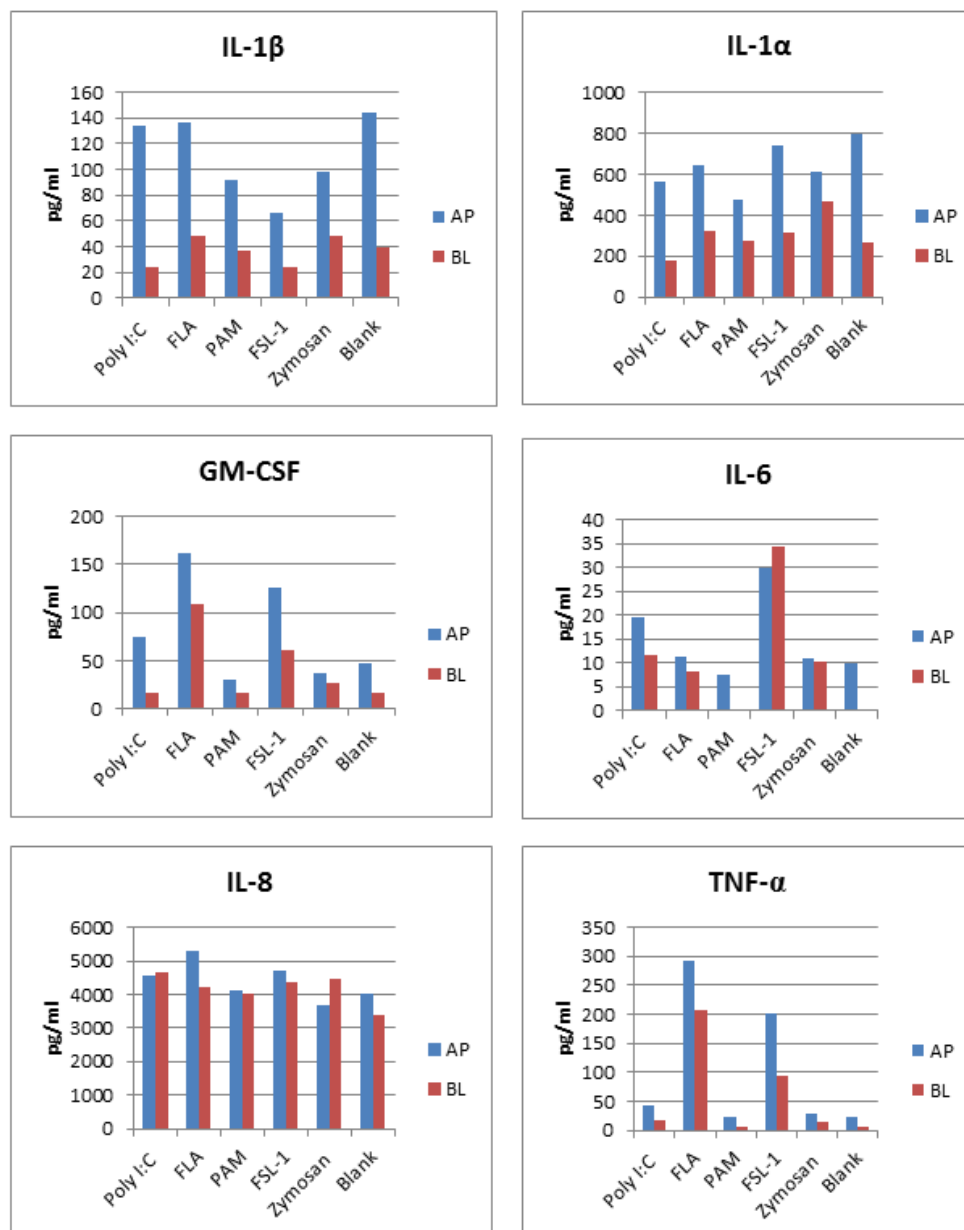 IL-1β
160
140
120
100
80
60
40
20
0
pg/ml
AP
BL
Poly I:C
FLA
PAM
FSL-1
Zymosan
Blank
IL-1α
1000
800
600
400
200
0
pg/ml
AP
BL
Poly I:C
FLA
PAM
FSL-1
Zymosan
Blank
GM-CSF
200
150
100
50
0
pg/ml
AP
BL
Poly I:C
FLA
PAM
FSL-1
Zymosan
Blank
IL-6
40
35
30
25
20
15
10
5
0
pg/ml
AP
BL
Poly I:C
FLA
PAM
FSL-1
Zymosan
Blank
IL-8
6000
5000
4000
3000
2000
1000
0
pg/ml
AP
BL
Poly I:C
FLA
PAM
FSL-1
Zymosan
Blank
TNF-α
350
300
250
200
150
100
50
0
pg/ml
AP
BL
Poly I:C
FLA
PAM
FSL-1
Zymosan
Blank